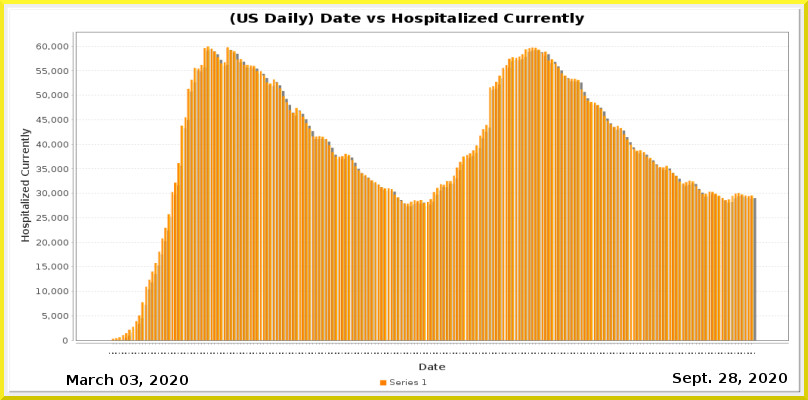 (US Daily) Date vs Hospitalized Currently
60,000
55,000
50,000
45,000
40,000
35,000
30,000
25,000
20,000
15,000
10,000
5,000
0
Hospitalized Currently
Date
March 03, 2020
Series 1
Sept. 28, 2020